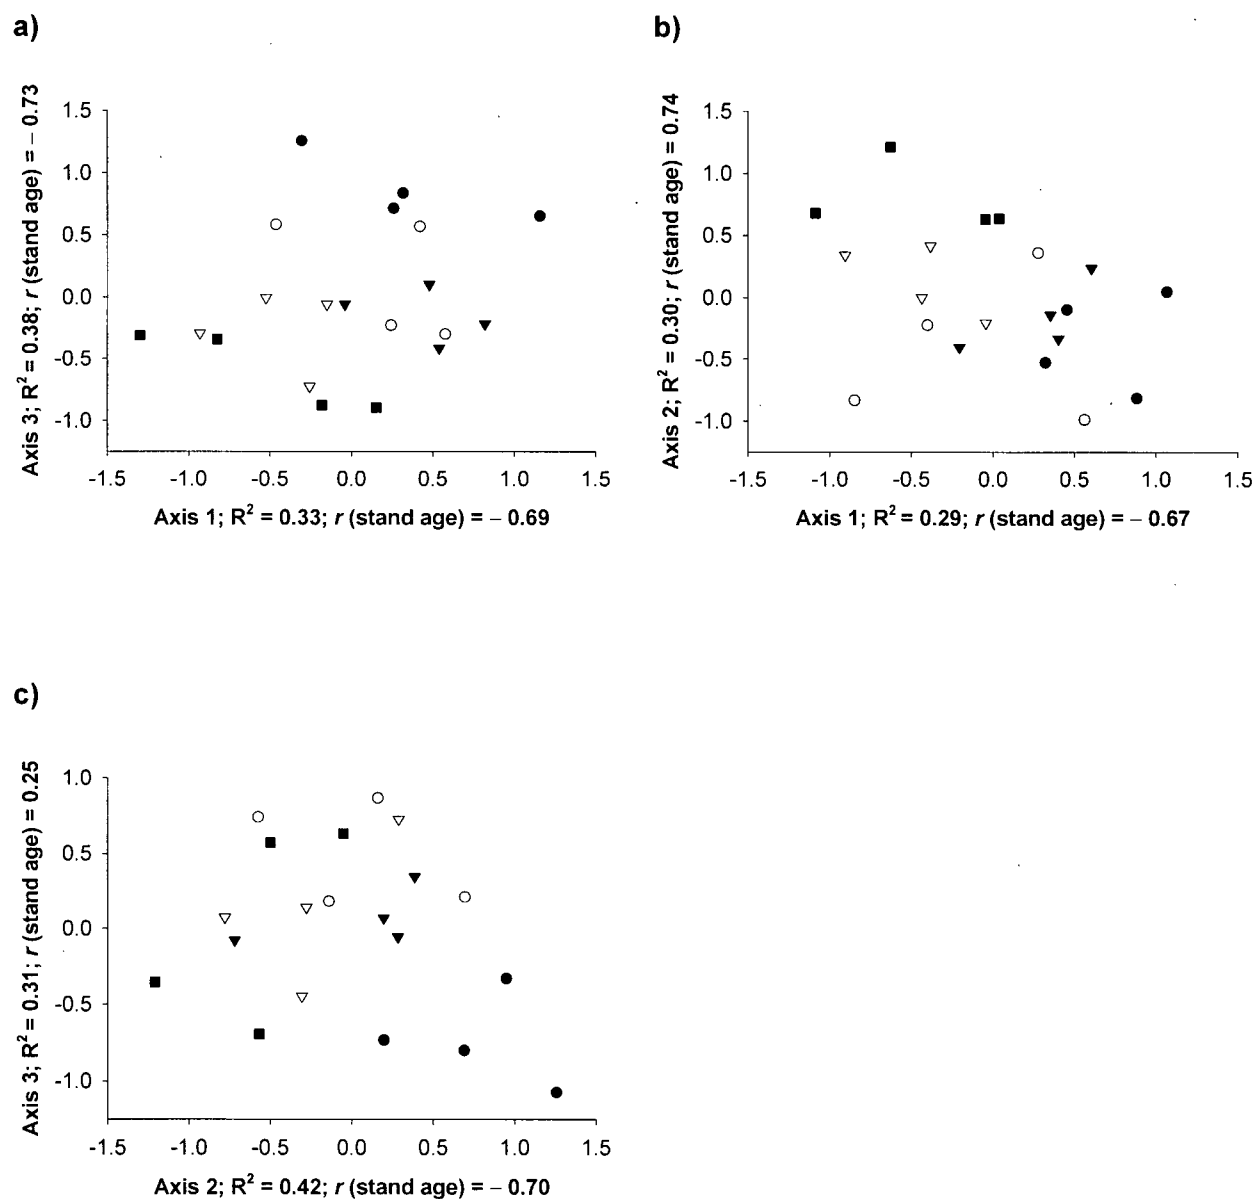 a)
Axis 3; R² = 0.38; r (stand age) = – 0.73
1.5
1.0
0.5
0.0
-0.5
-1.0
-1.5 -1.0 -0.5 0.0 0.5 1.0 1.5
Axis 1; R² = 0.33; r (stand age) = – 0.69
b)
Axis 2; R² = 0.30; r (stand age) = 0.74
1.5
1.0
0.5
0.0
-0.5
-1.0
-1.5 -1.0 -0.5 0.0 0.5 1.0 1.5
Axis 1; R² = 0.29; r (stand age) = – 0.67
c)
Axis 3; R² = 0.31; r (stand age) = 0.25
1.0
0.5
0.0
-0.5
-1.0
-1.5 -1.0 -0.5 0.0 0.5 1.0 1.5
Axis 2; R² = 0.42; r (stand age) = – 0.70